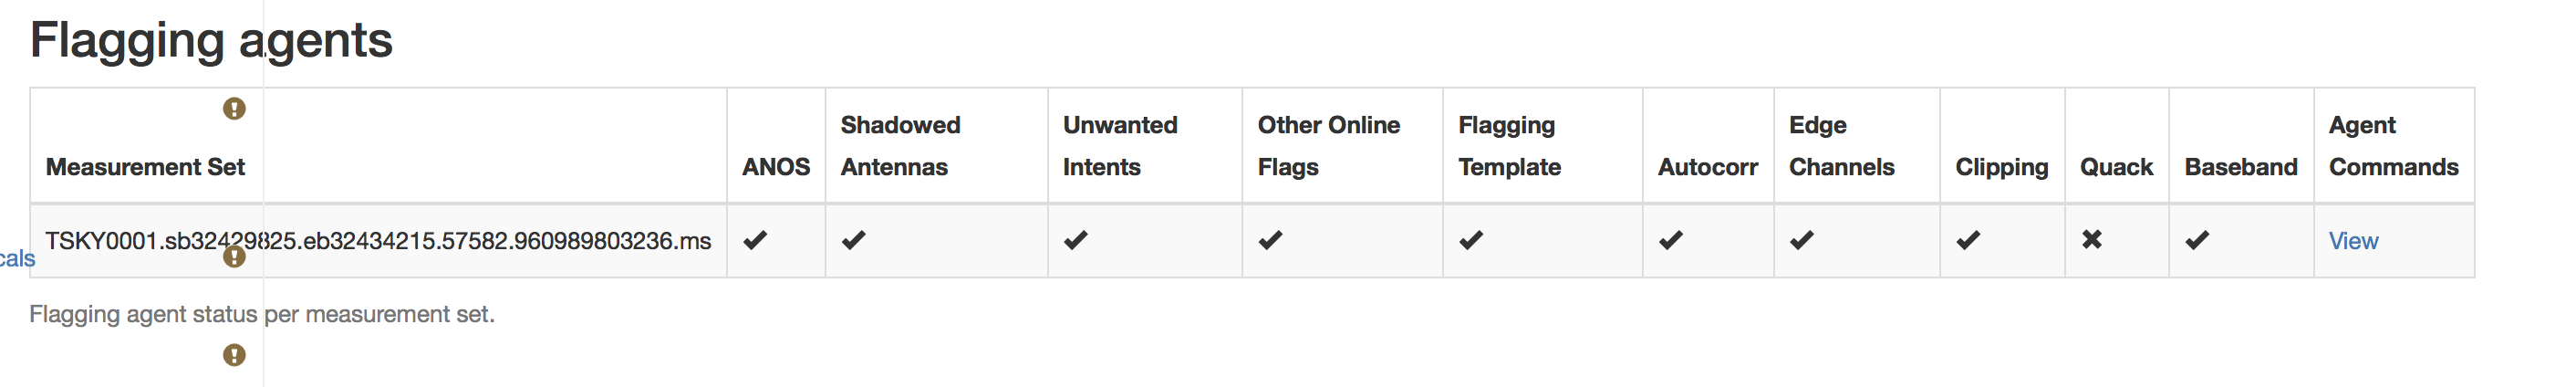 Flagging agents
Measurement Set ANOS Shadowed Antennas Unwanted Intents Other Online Flags Flagging Template Autocorr Edge Channels Clipping Quack Baseband Agent Commands
TSKY0001.sb32429825.eb32434215.57582.960989803236.ms ✔ ✔ ✔ ✔ ✔ ✔ ✔ ✔ ✖ ✔ View
cals
Flagging agent status per measurement set.